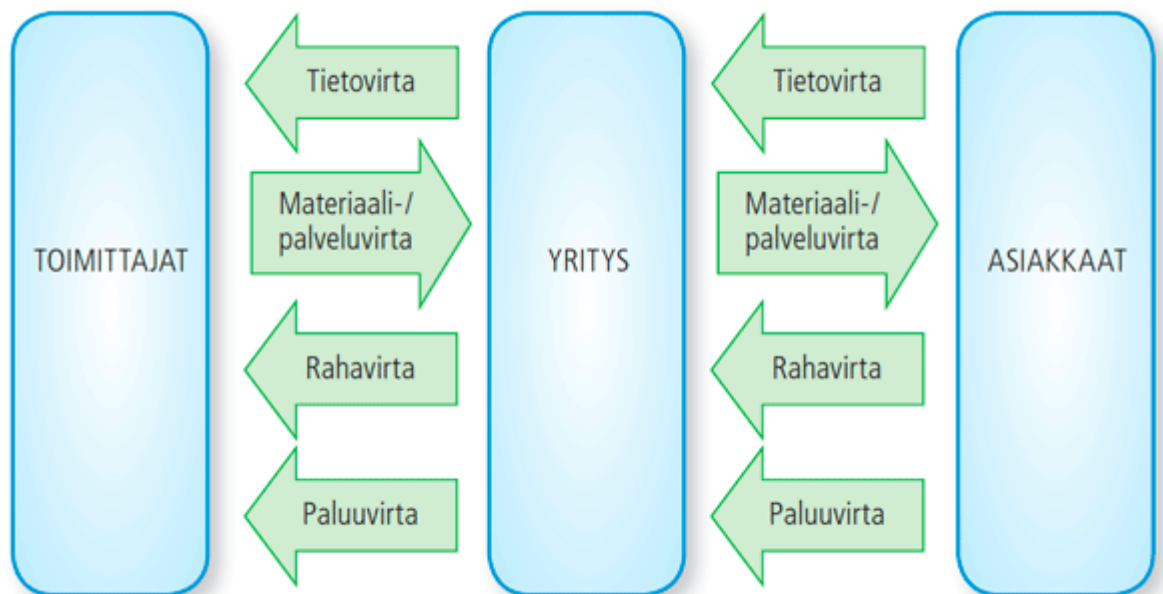 Tietovirta
Tietovirta
Materiaali-/
palveluvirta
Materiaali-/
palveluvirta
TOIMITTAJAT
YRITYS
ASIAKKAAT
Rahavirta
Rahavirta
Paluuvirta
Paluuvirta